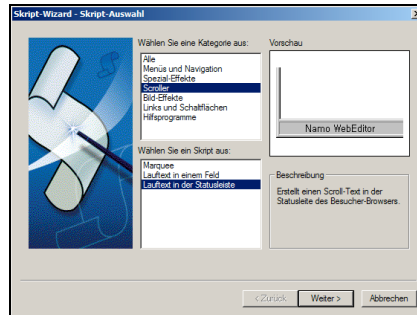 Skript-Wizard - Skript-Auswahl
Wählen Sie eine Kategorie aus:
Alle
Menüs und Navigation
Spezial-Effekte
Scroller
Bild-Effekte
Links und Schaltflächen
Hilfsprogramme
Wählen Sie ein Skript aus:
Marquee
Lauftext in einem Feld
Lauftext in der Statusleiste
Vorschau
Namo WebEditor
Beschreibung
Erstellt einen Scroll-Text in der
Statusleite des Besucher-Browsers.
< Zurück
Weiter >
Abbrechen